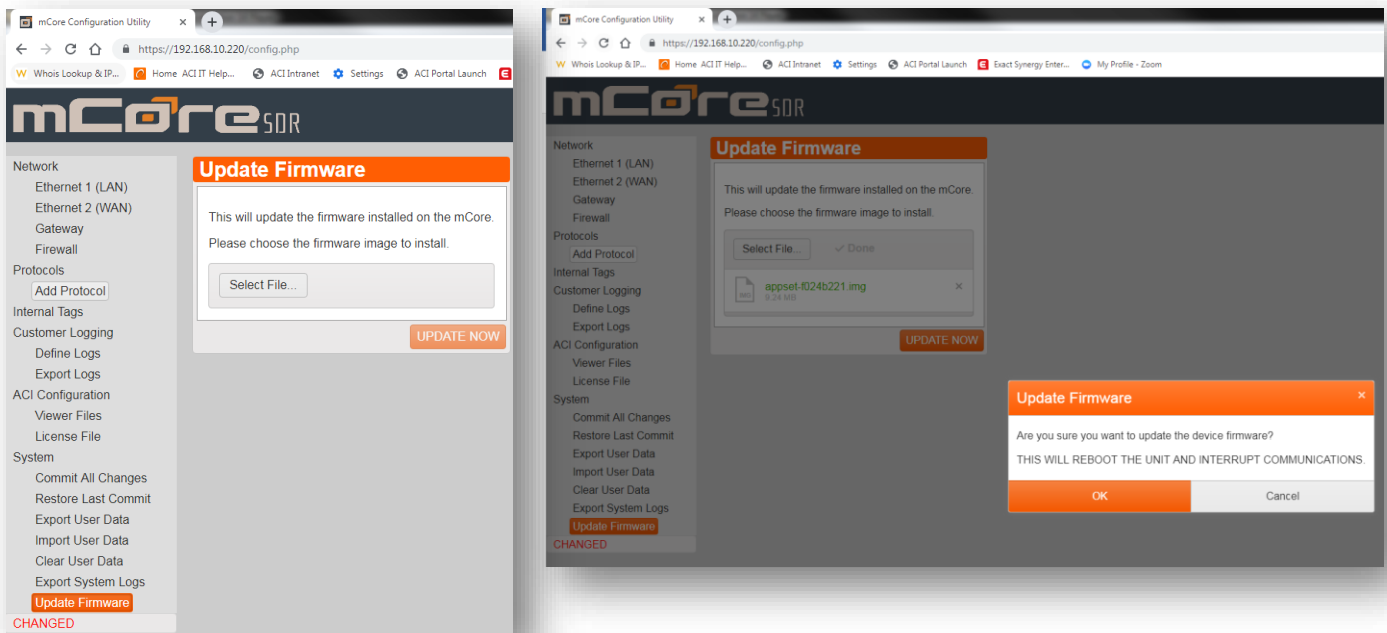 mCore Configuration Utility
https://192.168.10.220/config.php
Whois Lookup & IP... Home ACI IT Help... ACI Intranet Settings ACI Portal Launch
mCore SDR
Network
Ethernet 1 (LAN)
Ethernet 2 (WAN)
Gateway
Firewall
Protocols
Add Protocol
Internal Tags
Customer Logging
Define Logs
Export Logs
ACI Configuration
Viewer Files
License File
System
Commit All Changes
Restore Last Commit
Export User Data
Import User Data
Clear User Data
Export System Logs
Update Firmware
CHANGED
Update Firmware
This will update the firmware installed on the mCore.
Please choose the firmware image to install.
Select File...
UPDATE NOW
mCore Configuration Utility
https://192.168.10.220/config.php
Whois Lookup & IP... Home ACI IT Help... ACI Intranet Settings ACI Portal Launch Exact Synergy Enter... My Profile - Zoom
mCore SDR
Network
Ethernet 1 (LAN)
Ethernet 2 (WAN)
Gateway
Firewall
Protocols
Add Protocol
Internal Tags
Customer Logging
Define Logs
Export Logs
ACI Configuration
Viewer Files
License File
System
Commit All Changes
Restore Last Commit
Export User Data
Import User Data
Clear User Data
Export System Logs
Update Firmware
CHANGED
Update Firmware
This will update the firmware installed on the mCore.
Please choose the firmware image to install.
Select File... Done
appset-f024b221.img
9.24 MB
UPDATE NOW
Update Firmware
Are you sure you want to update the device firmware?
THIS WILL REBOOT THE UNIT AND INTERRUPT COMMUNICATIONS.
OK Cancel